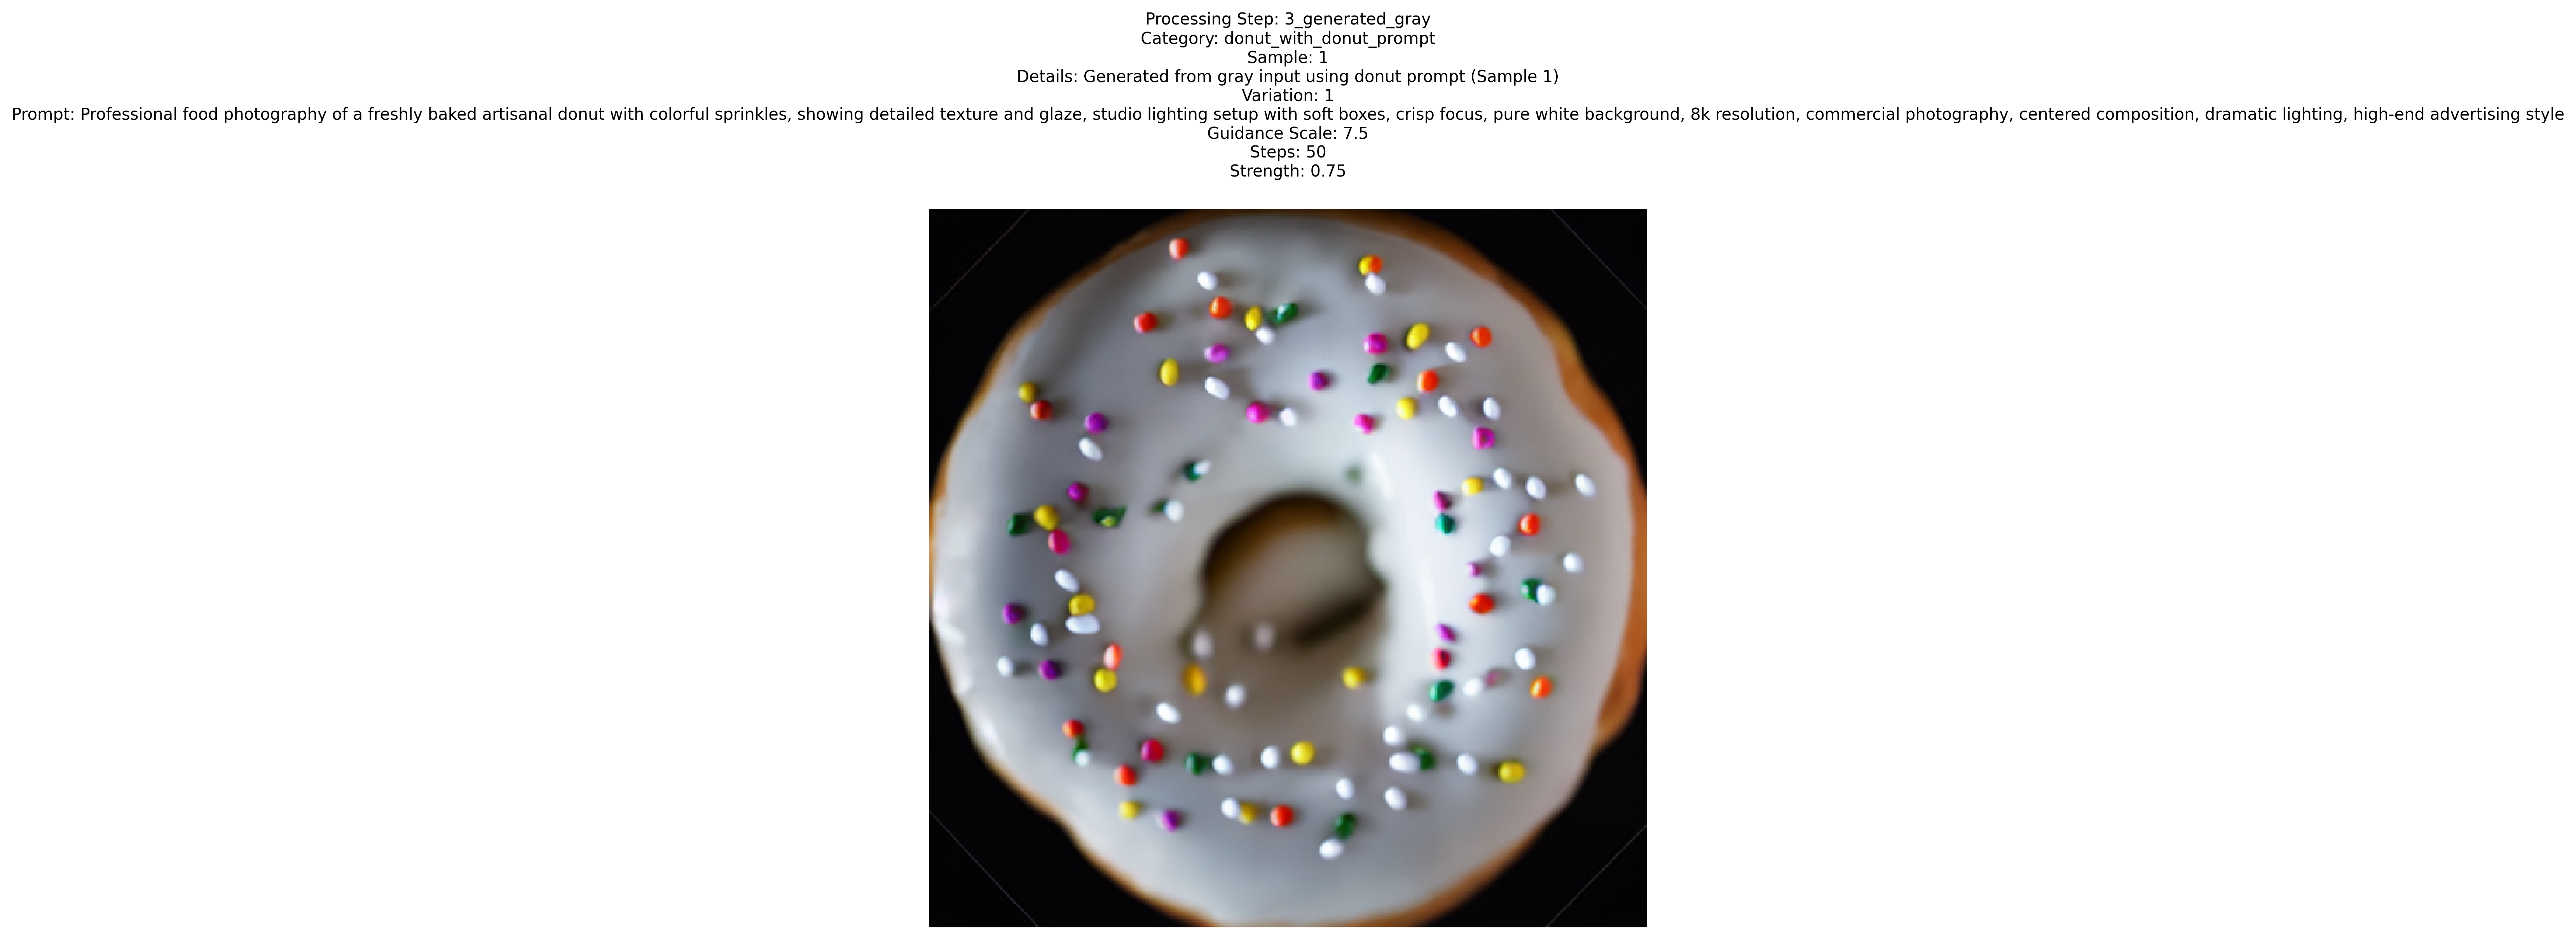 Processing Step: 3_generated_gray
Category: donut_with_donut_prompt
Sample: 1
Details: Generated from gray input using donut prompt (Sample 1)
Variation: 1
Prompt: Professional food photography of a freshly baked artisanal donut with colorful sprinkles, showing detailed texture and glaze, studio lighting setup with soft boxes, crisp focus, pure white background, 8k resolution, commercial photography, centered composition, dramatic lighting, high-end advertising style
Guidance Scale: 7.5
Steps: 50
Strength: 0.75